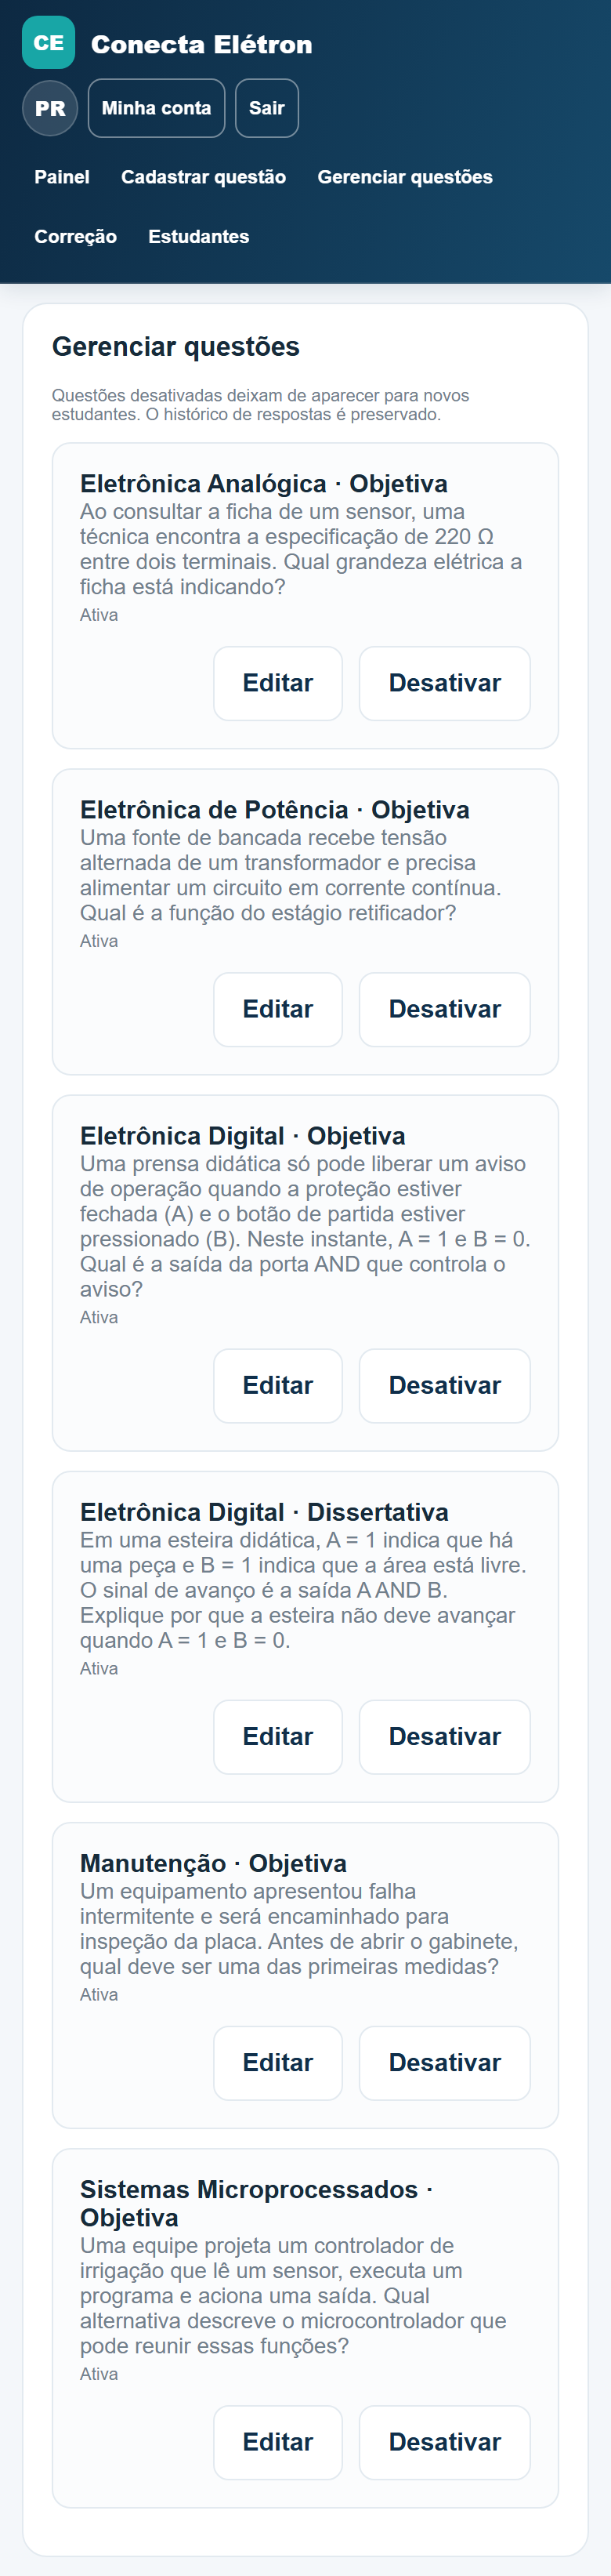 CE Conecta Elétron
PR Minha conta Sair
Painel Cadastrar questão Gerenciar questões
Correção Estudantes
Gerenciar questões
Questões desativadas deixam de aparecer para novos
estudantes. O histórico de respostas é preservado.
Eletrônica Analógica · Objetiva
Ao consultar a ficha de um sensor, uma
técnica encontra a especificação de 220 Ω
entre dois terminais. Qual grandeza elétrica a
ficha está indicando?
Ativa
Editar Desativar
Eletrônica de Potência · Objetiva
Uma fonte de bancada recebe tensão
alternada de um transformador e precisa
alimentar um circuito em corrente contínua.
Qual é a função do estágio retificador?
Ativa
Editar Desativar
Eletrônica Digital · Objetiva
Uma prensa didática só pode liberar um aviso
de operação quando a proteção estiver
fechada (A) e o botão de partida estiver
pressionado (B). Neste instante, A = 1 e B = 0.
Qual é a saída da porta AND que controla o
aviso?
Ativa
Editar Desativar
Eletrônica Digital · Dissertativa
Em uma esteira didática, A = 1 indica que há
uma peça e B = 1 indica que a área está livre.
O sinal de avanço é a saída A AND B.
Explique por que a esteira não deve avançar
quando A = 1 e B = 0.
Ativa
Editar Desativar
Manutenção · Objetiva
Um equipamento apresentou falha
intermitente e será encaminhado para
inspeção da placa. Antes de abrir o gabinete,
qual deve ser uma das primeiras medidas?
Ativa
Editar Desativar
Sistemas Microprocessados ·
Objetiva
Uma equipe projeta um controlador de
irrigação que lê um sensor, executa um
programa e aciona uma saída. Qual
alternativa descreve o microcontrolador que
pode reunir essas funções?
Ativa
Editar Desativar